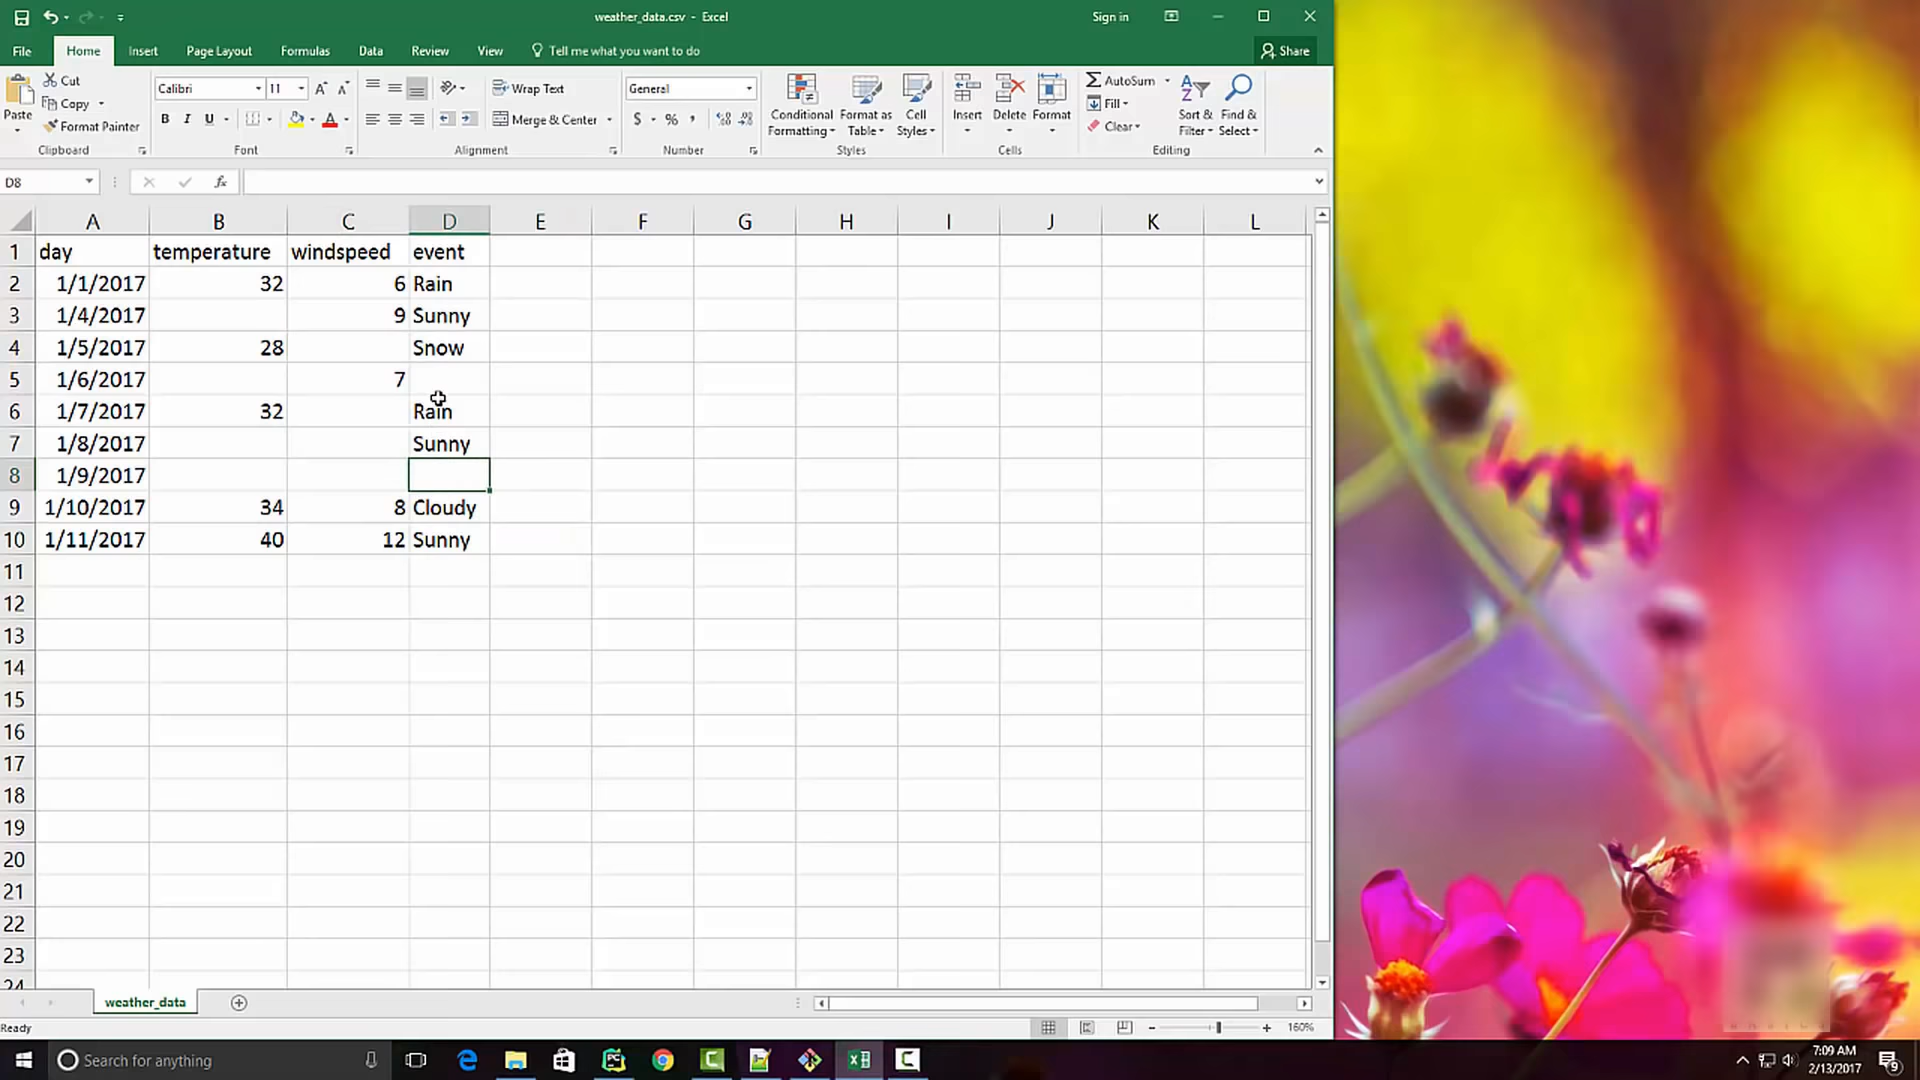 weather_data.csv - Excel
Sign in
File Home Insert Page Layout Formulas Data Review View Tell me what you want to do Share
Paste
Cut
Copy
Format Painter
Clipboard
Calibri 11
B I U
Font
Wrap Text
Merge & Center
Alignment
General
$ % ,
Number
Conditional Formatting
Format as Table
Cell Styles
Styles
Insert Delete Format
Cells
AutoSum
Fill
Clear
Sort & Filter
Find & Select
Editing
D8 fx
A B C D E F G H I J K L
1 day temperature windspeed event
2 1/1/2017 32 6 Rain
3 1/4/2017 9 Sunny
4 1/5/2017 28 Snow
5 1/6/2017 7
6 1/7/2017 32 Rain
7 1/8/2017 Sunny
8 1/9/2017
9 1/10/2017 34 8 Cloudy
10 1/11/2017 40 12 Sunny
11
12
13
14
15
16
17
18
19
20
21
22
23
24
weather_data
Ready
160%
Search for anything
7:09 AM
2/13/2017